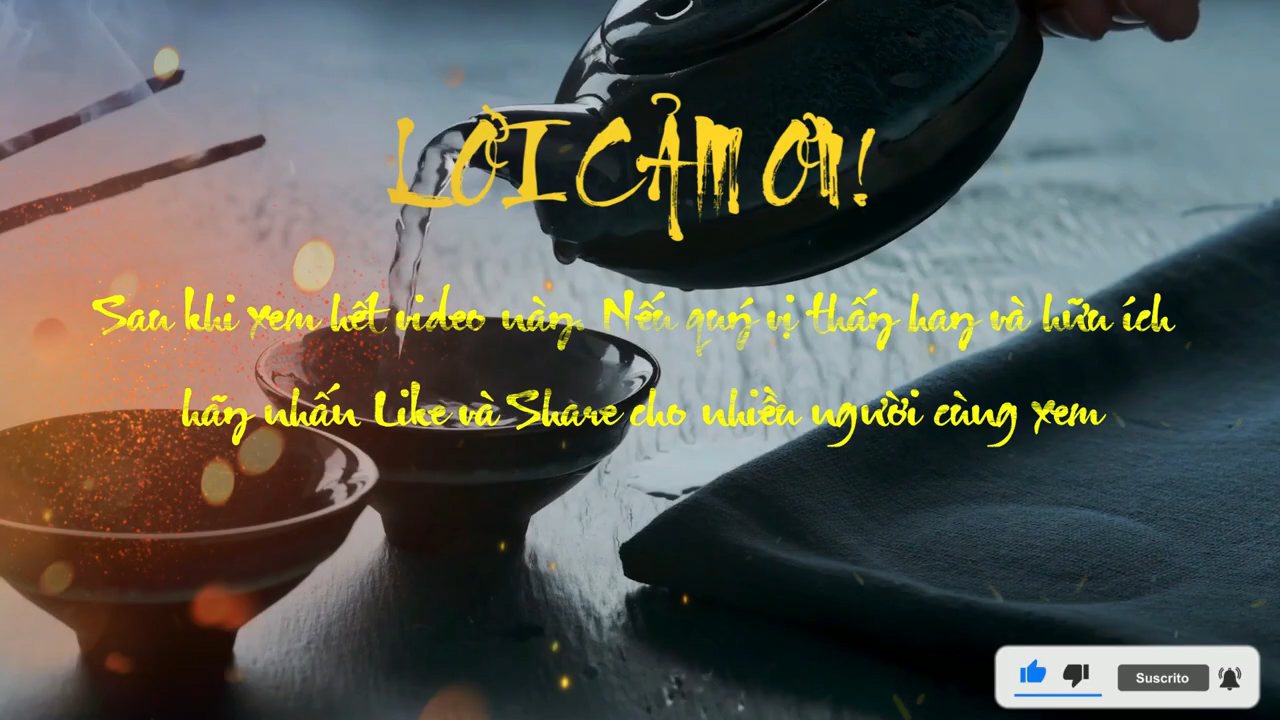 LỜI CẢM ƠN!
Sau khi xem hết video này. Nếu quý vị thấy hay và hữu ích
hãy nhấn Like và Share cho nhiều người cùng xem
Suscrito